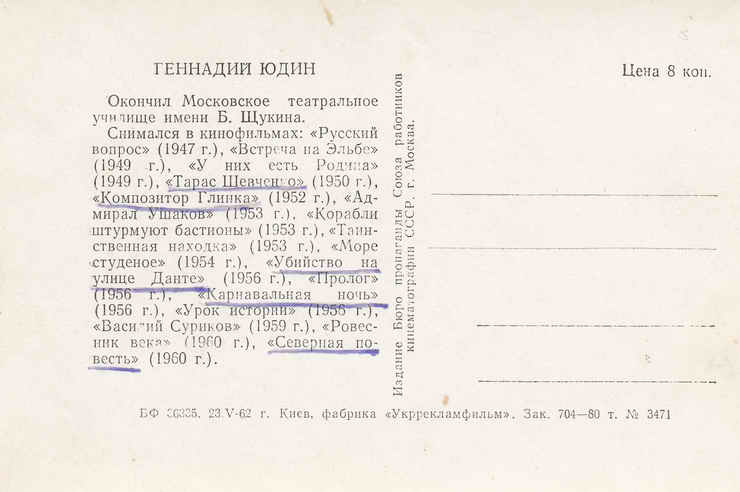 ГЕННАДИЙ ЮДИН
Окончил Московское театральное
училище имени Б. Щукина.
Снимался в кинофильмах: «Русский
вопрос» (1947 г.), «Встреча на Эльбе»
(1949 г.), «У них есть Родина»
(1949 г.), «Тарас Шевченко» (1950 г.),
«Композитор Глинка» (1952 г.), «Ад-
мирал Ушаков» (1953 г.), «Корабли
штурмуют бастионы» (1953 г.), «Таин-
ственная находка» (1953 г.), «Море
студеное» (1954 г.), «Убийство на
улице Данте» (1956 г.), «Пролог»
(1956 г.), «Карнавальная ночь»
(1956 г.), «Урок истории» (1956 г.),
«Василий Суриков» (1959 г.), «Ровес-
ник века» (1960 г.), «Северная по-
весть» (1960 г.).
Издание Бюро пропаганды Союза работников
кинематографии СССР. г. Москва.
Цена 8 коп.
БФ 36335. 23.V-62 г. Киев, фабрика «Укррекламфильм». Зак. 704—80 т. № 3471